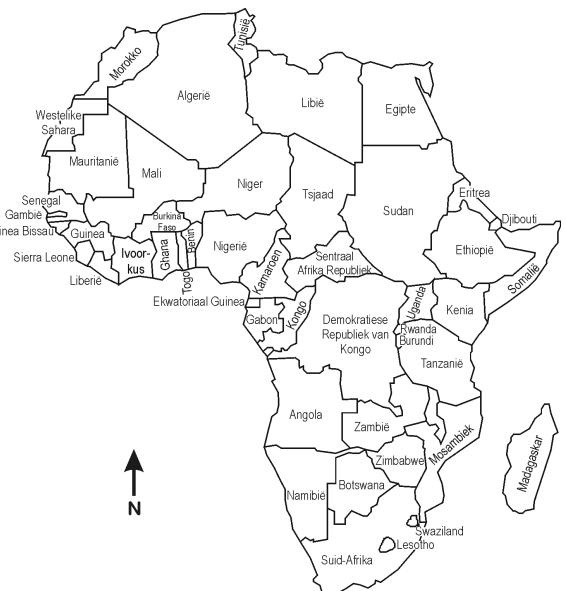 Tunisië
Morokko
Algerië
Libië
Egipte
Westelike
Sahara
Mauritanië
Mali
Niger
Tsjaad
Sudan
Eritrea
Djibouti
Senegal
Gambië
inea Bissau
Guinea
Sierra Leone
Liberië
Ivoor-
kus
Burkina
Faso
Ghana
Togo
Benin
Nigerië
Kamaroen
Sentraal
Afrika Republiek
Ethiopië
Somalië
Ekwatoriaal Guinea
Gabon
Kongo
Demokratiese
Republiek van
Kongo
Uganda
Kenia
Rwanda
Burundi
Tanzanië
Angola
Zambië
Mosambiek
Zimbabwe
Madagaskar
Namibië
Botswana
Swaziland
Lesotho
Suid-Afrika
N